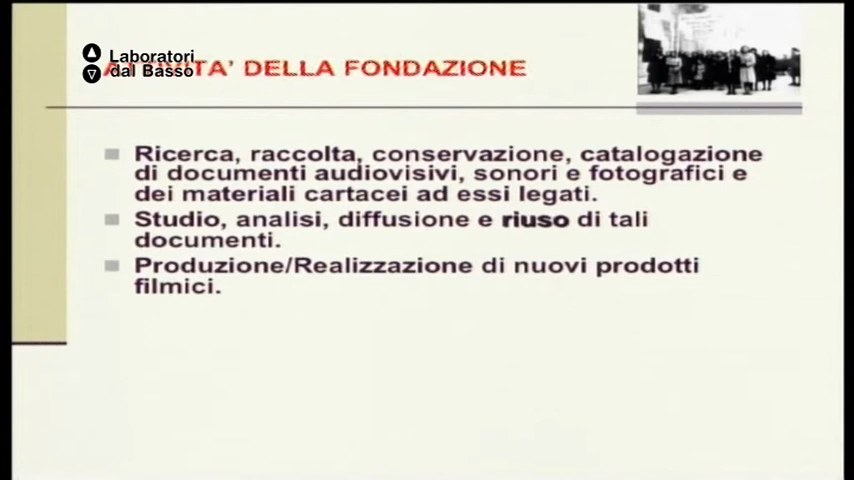 Laboratori
dal Basso
ATTIVITA’ DELLA FONDAZIONE
Ricerca, raccolta, conservazione, catalogazione
di documenti audiovisivi, sonori e fotografici e
dei materiali cartacei ad essi legati.
Studio, analisi, diffusione e riuso di tali
documenti.
Produzione/Realizzazione di nuovi prodotti
filmici.